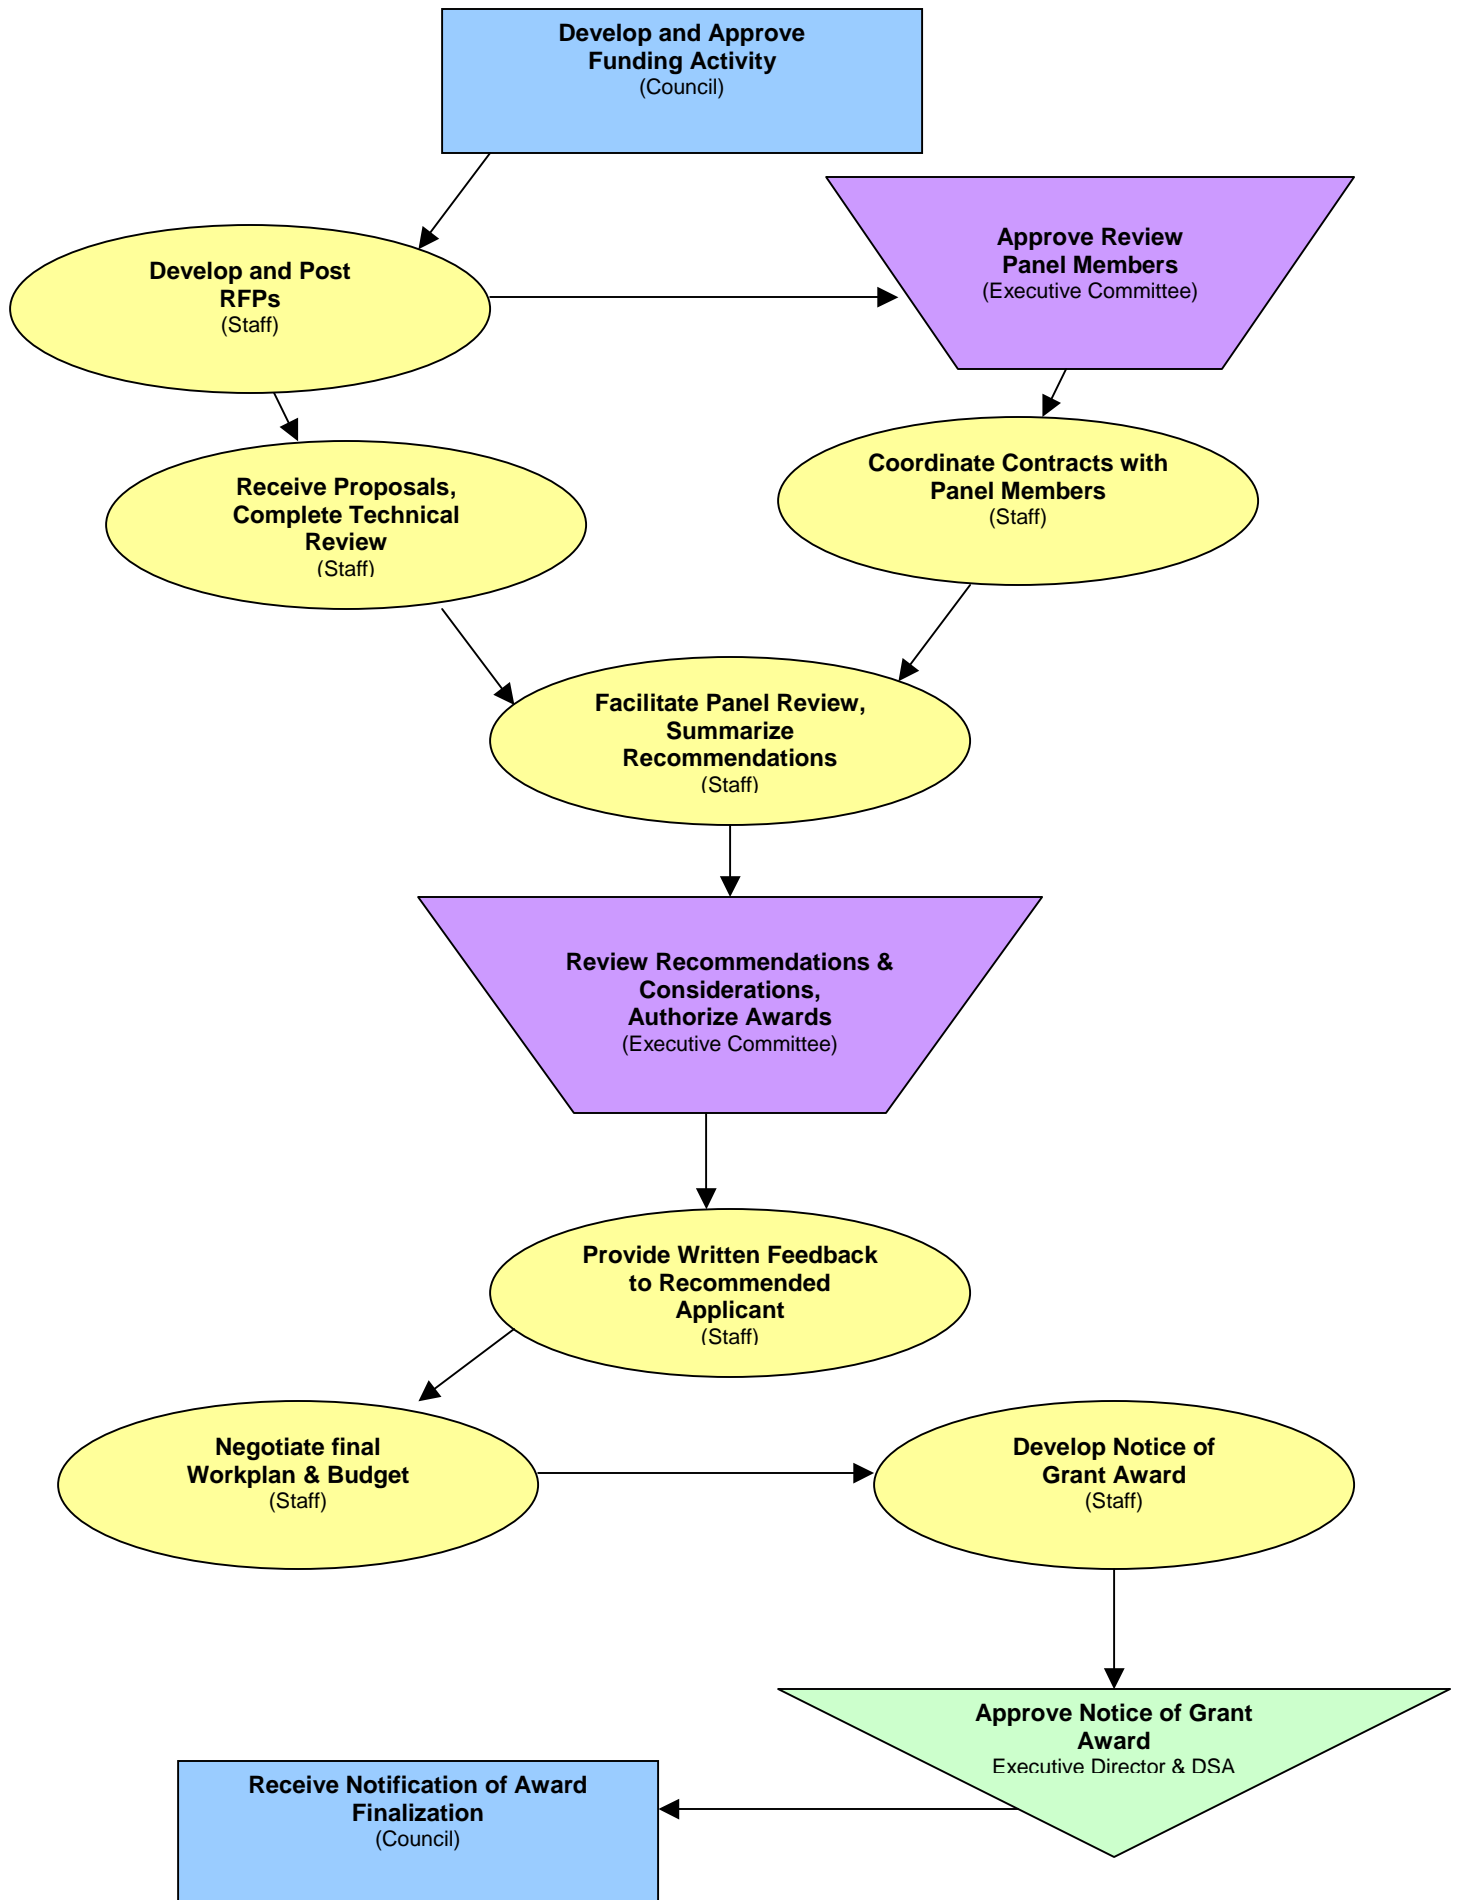 Develop and Approve
Funding Activity
(Council)
Approve Review
Panel Members
(Executive Committee)
Develop and Post
RFPs
(Staff)
Coordinate Contracts with
Panel Members
(Staff)
Receive Proposals,
Complete Technical
Review
(Staff)
Facilitate Panel Review,
Summarize
Recommendations
(Staff)
Review Recommendations &
Considerations,
Authorize Awards
(Executive Committee)
Provide Written Feedback
to Recommended
Applicant
(Staff)
Negotiate final
Workplan & Budget
(Staff)
Develop Notice of
Grant Award
(Staff)
Approve Notice of Grant
Award
Executive Director & DSA
Receive Notification of Award
Finalization
(Council)